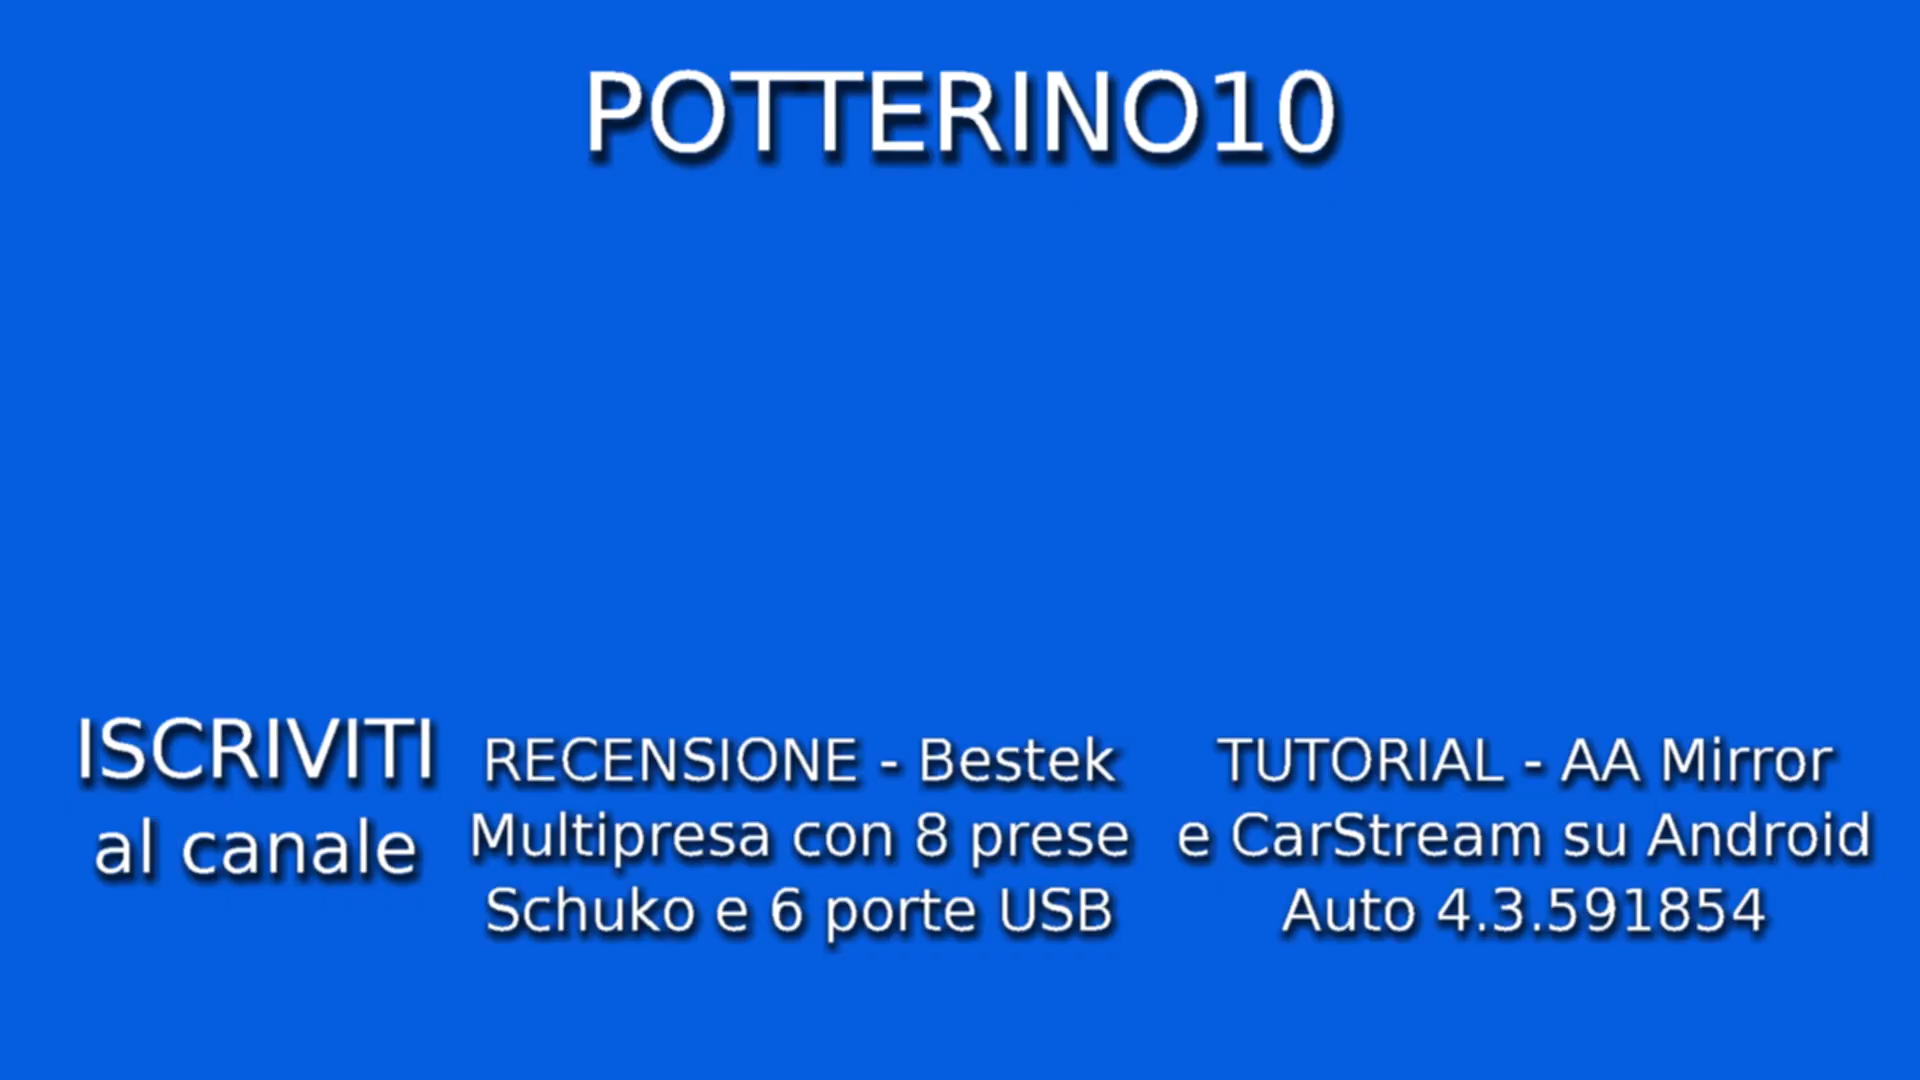 POTTERINO10
ISCRIVITI
al canale
RECENSIONE - Bestek
Multipresa con 8 prese
Schuko e 6 porte USB
TUTORIAL - AA Mirror
e CarStream su Android
Auto 4.3.591854